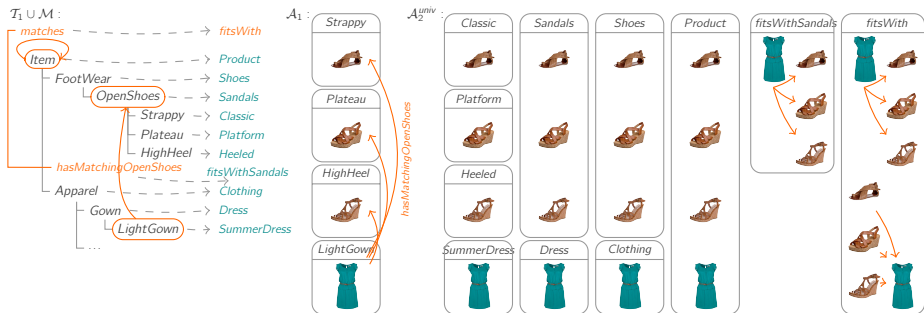 𝒯₁ ∪ ℳ :
matches
fitsWith
Item
Product
FootWear
Shoes
OpenShoes
Sandals
Strappy
Classic
Plateau
Platform
HighHeel
Heeled
hasMatchingOpenShoes
fitsWithSandals
Apparel
Clothing
Gown
Dress
LightGown
SummerDress
...
𝒜₁ :
Strappy
Plateau
HighHeel
LightGown
hasMatchingOpenShoes
𝒜₂ᵘⁿⁱᵛ :
Classic
Sandals
Shoes
Product
fitsWithSandals
fitsWith
Platform
Heeled
SummerDress
Dress
Clothing